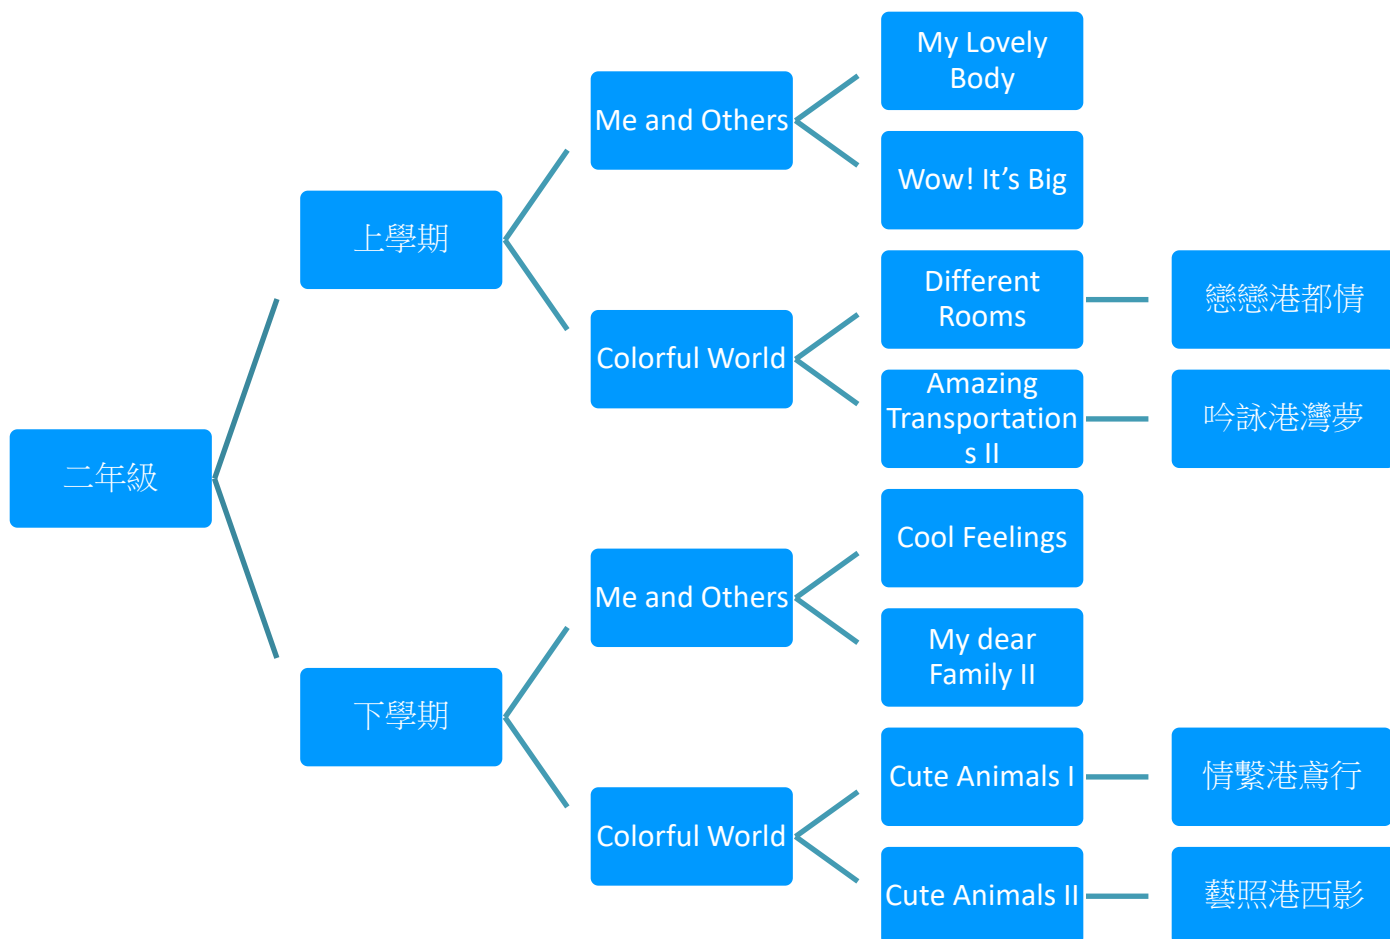 二年級
上學期
Me and Others
My Lovely
Body
Wow! It’s Big
Colorful World
Different
Rooms
戀戀港都情
Amazing
Transportation
s II
吟詠港灣夢
下學期
Me and Others
Cool Feelings
My dear
Family II
Colorful World
Cute Animals I
情繫港鳶行
Cute Animals II
藝照港西影